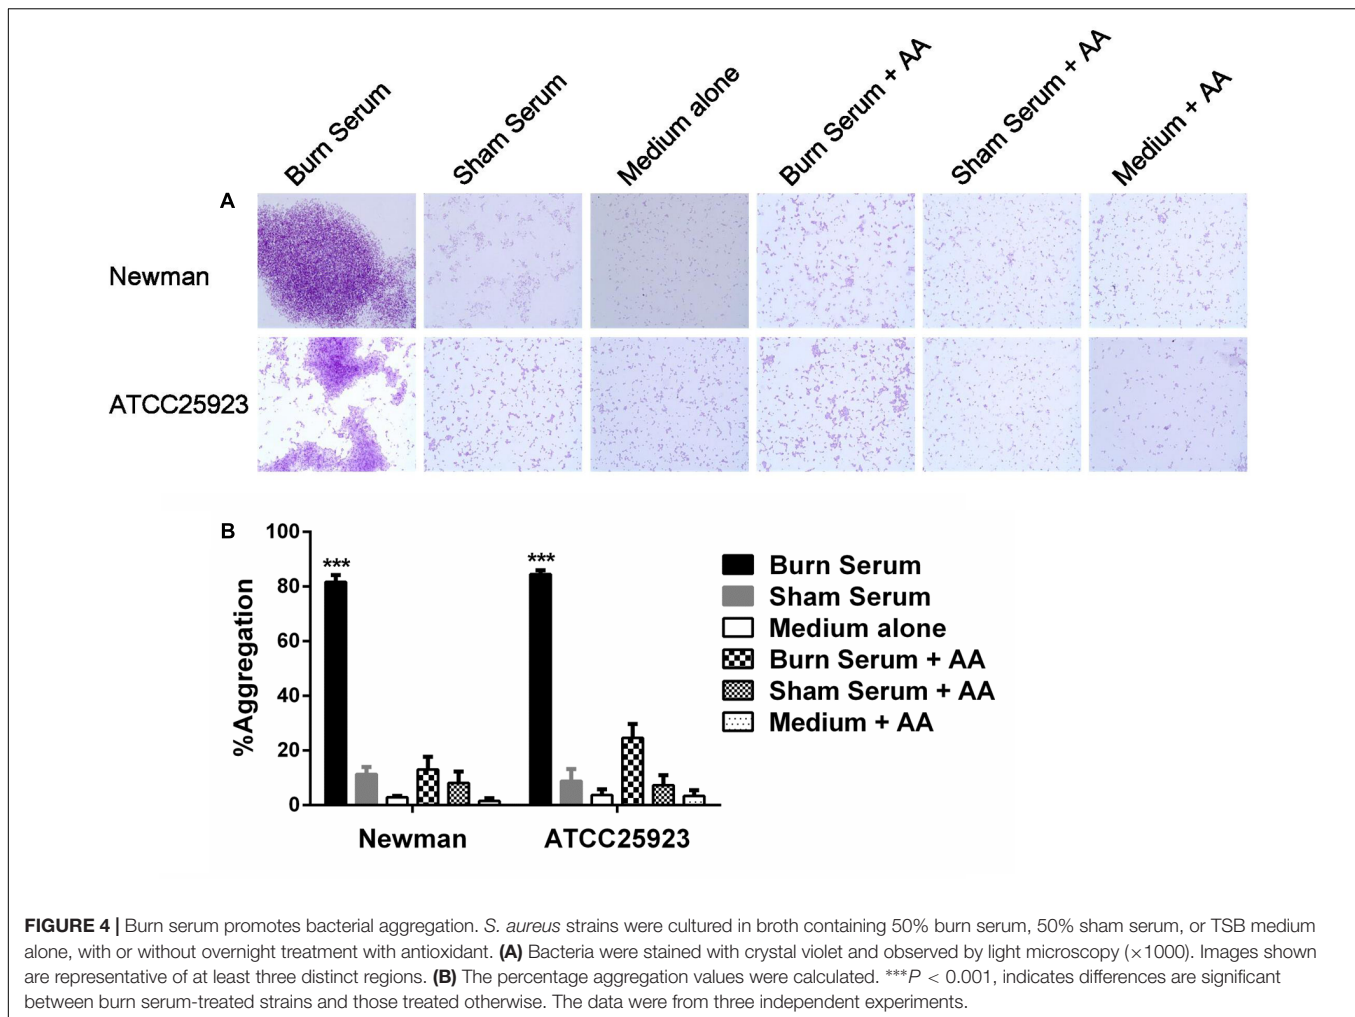 Burn Serum
Sham Serum
Medium alone
Burn Serum + AA
Sham Serum + AA
Medium + AA
A
Newman
ATCC25923
B
100
80
60
40
20
0
%Aggregation
***
***
Newman
ATCC25923
Burn Serum
Sham Serum
Medium alone
Burn Serum + AA
Sham Serum + AA
Medium + AA
FIGURE 4 | Burn serum promotes bacterial aggregation. S. aureus strains were cultured in broth containing 50% burn serum, 50% sham serum, or TSB medium
alone, with or without overnight treatment with antioxidant. (A) Bacteria were stained with crystal violet and observed by light microscopy (×1000). Images shown
are representative of at least three distinct regions. (B) The percentage aggregation values were calculated. ***P < 0.001, indicates differences are significant
between burn serum-treated strains and those treated otherwise. The data were from three independent experiments.